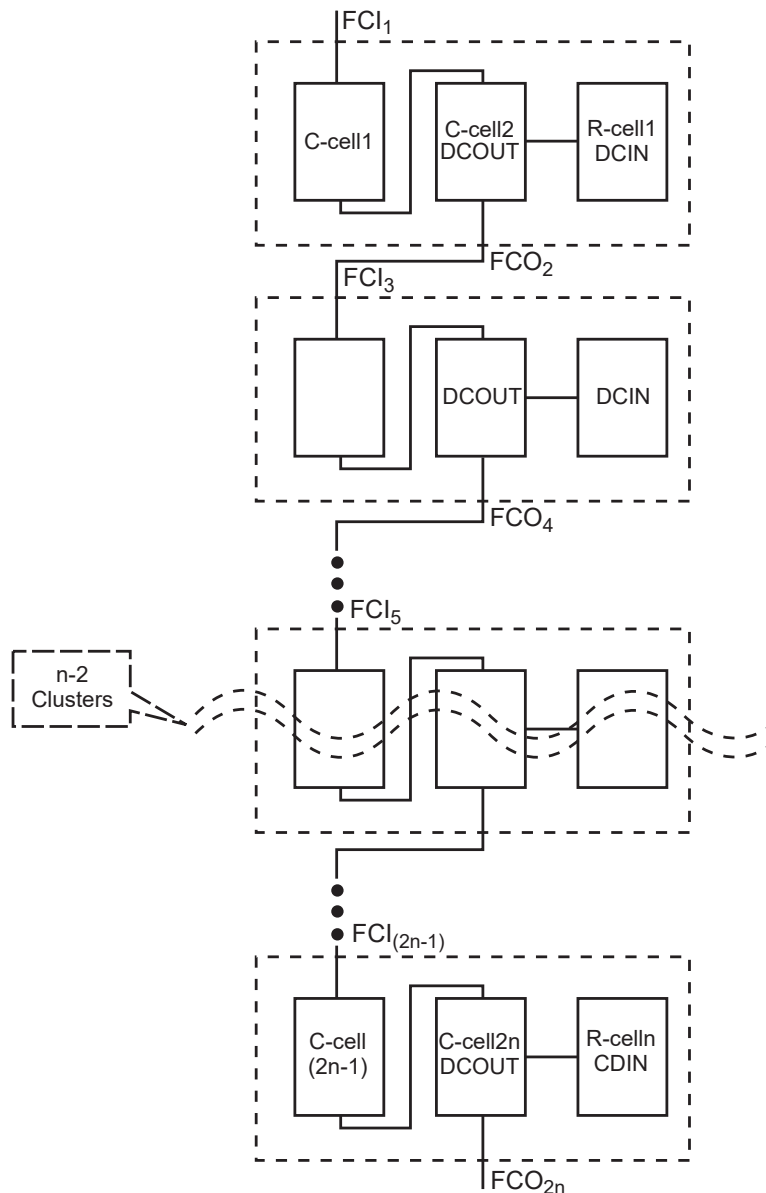 FCI₁
C-cell1
C-cell2
DCOUT
R-cell1
DCIN
FCO₂
FCI₃
DCOUT
DCIN
FCO₄
FCI₅
n-2
Clusters
FCI₍₂ₙ₋₁₎
C-cell
(2n-1)
C-cell2n
DCOUT
R-celln
CDIN
FCO₂ₙ